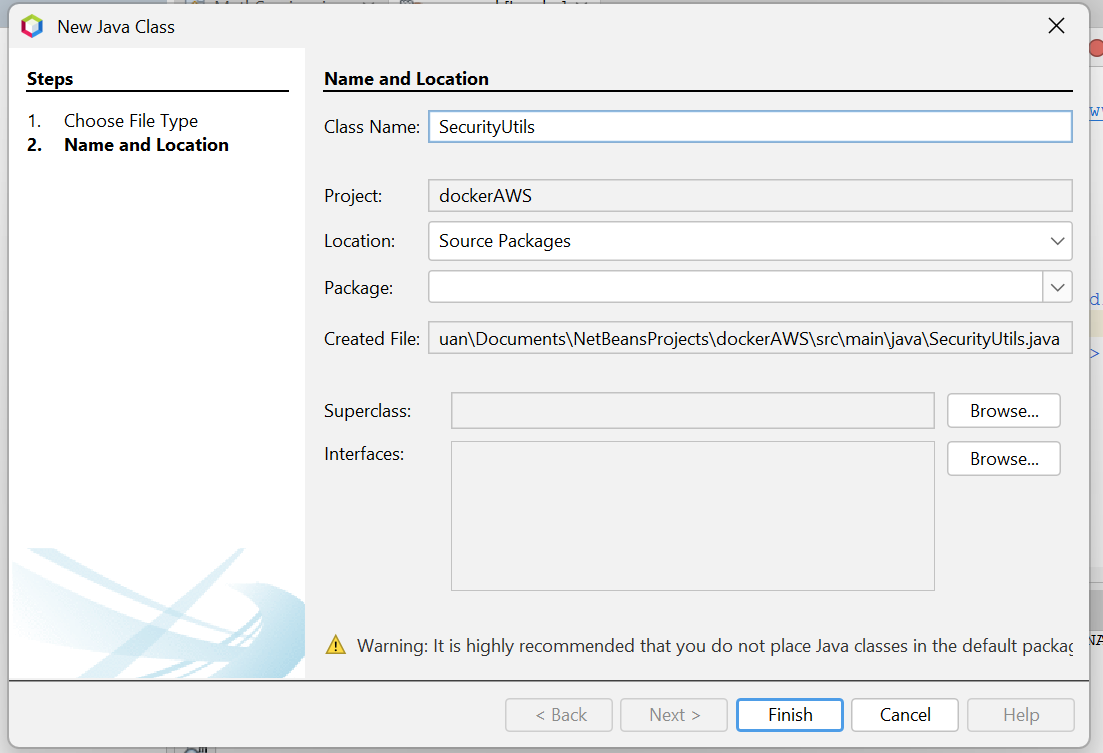 New Java Class
Steps
1. Choose File Type
2. Name and Location
Name and Location
Class Name: SecurityUtils
Project: dockerAWS
Location: Source Packages
Package:
Created File: uan\Documents\NetBeansProjects\dockerAWS\src\main\java\SecurityUtils.java
Superclass: Browse...
Interfaces: Browse...
Warning: It is highly recommended that you do not place Java classes in the default packag
< Back Next > Finish Cancel Help